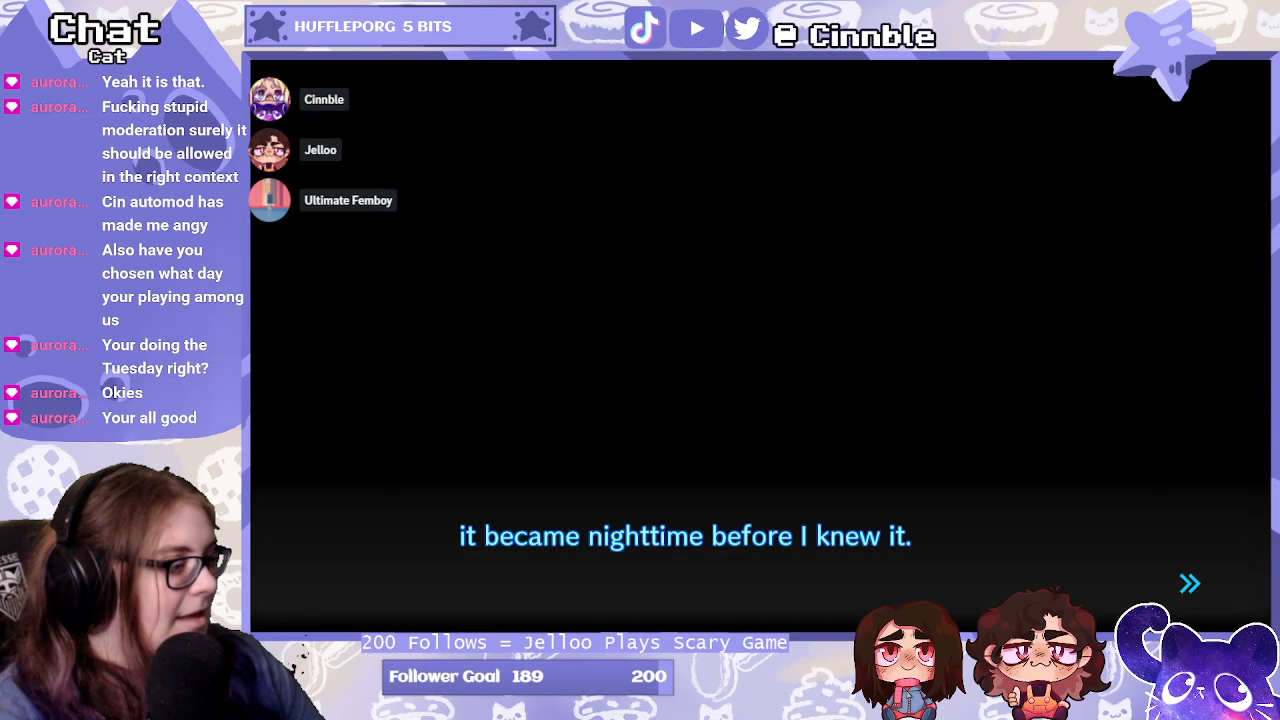 Chat
Cat
HUFFLEPORG 5 BITS
@ Cinnble
aurora... Yeah it is that.
aurora... Fucking stupid
moderation surely it
should be allowed
in the right context
aurora... Cin automod has
made me angy
aurora... Also have you
chosen what day
your playing among
us
aurora... Your doing the
Tuesday right?
aurora... Okies
aurora... Your all good
Cinnble
Jelloo
Ultimate Femboy
it became nighttime before I knew it.
200 Follows = Jelloo Plays Scary Game
Follower Goal 189 200